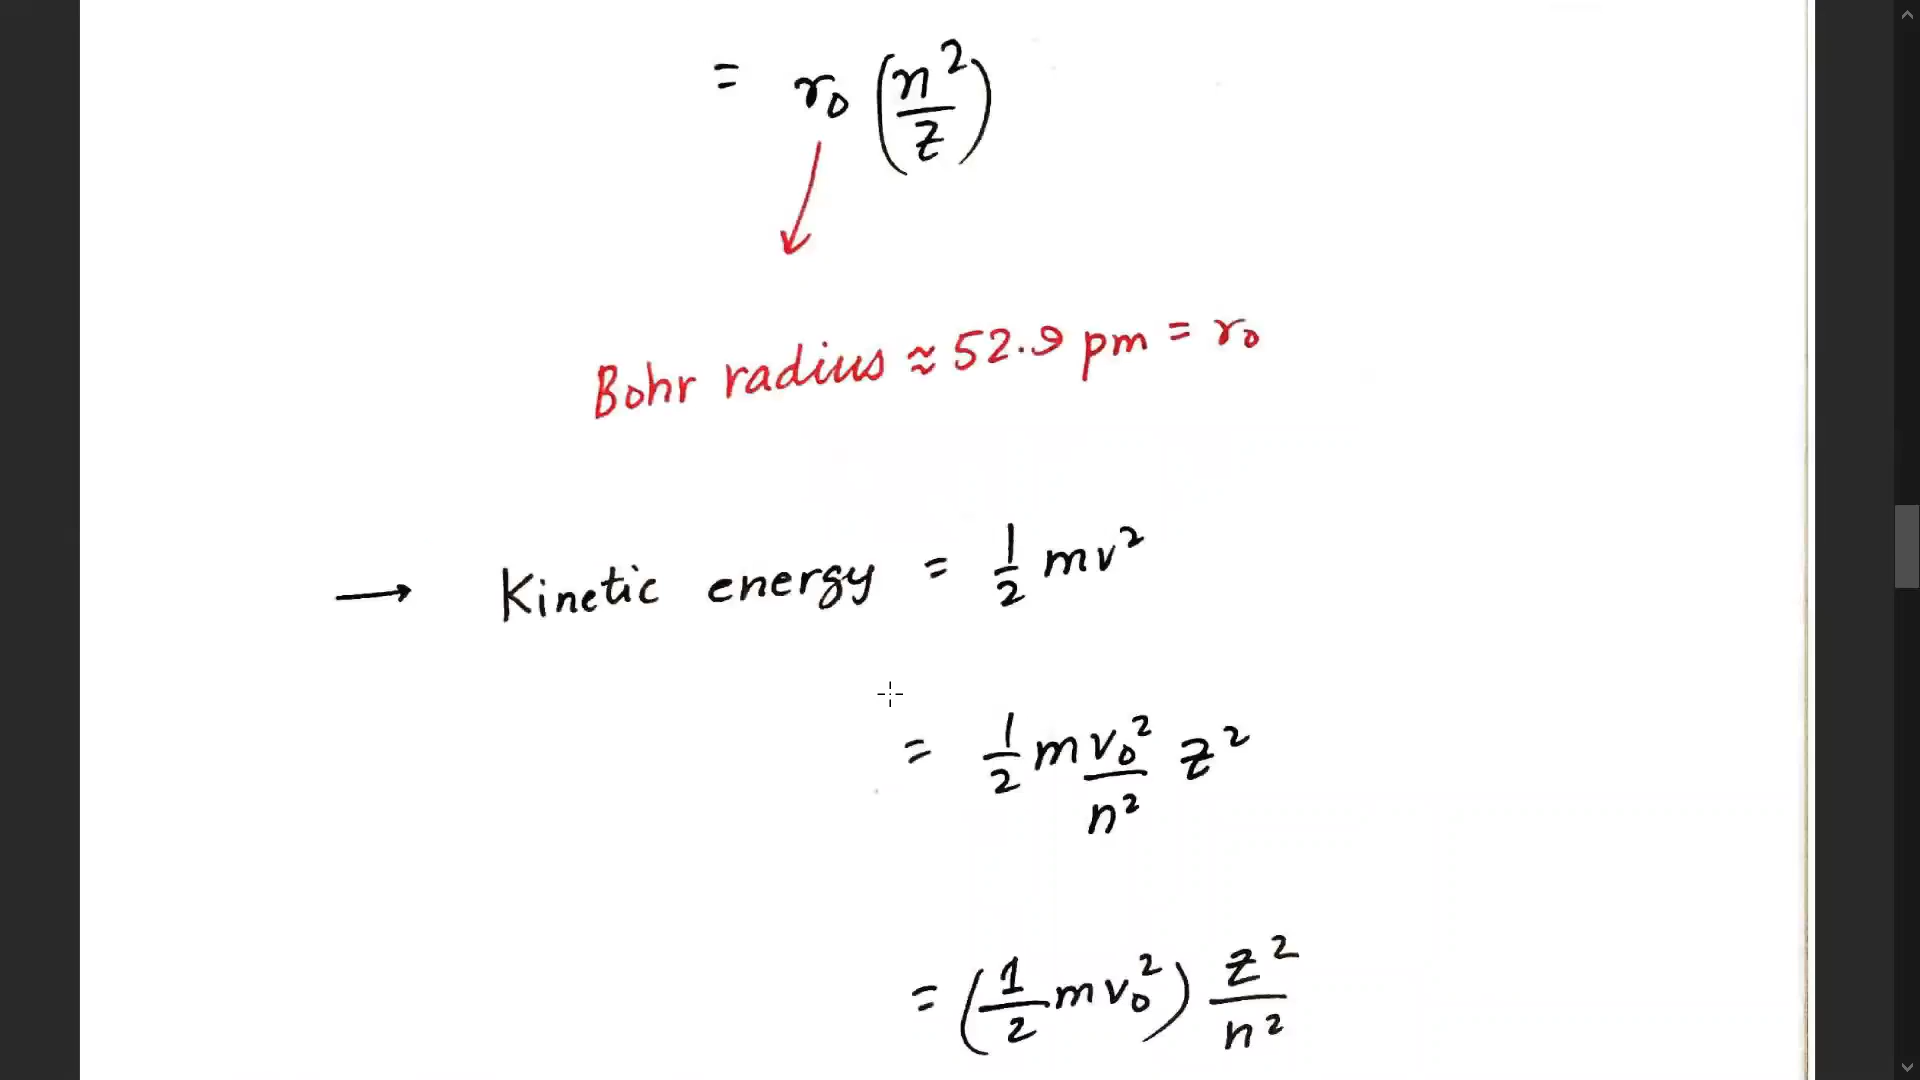 = r₀ (n²/z)
Bohr radius ≈ 52.9 pm = r₀
→ Kinetic energy = 1/2 mv²
= 1/2 m v₀²/n² z²
= (1/2 m v₀²) z²/n²